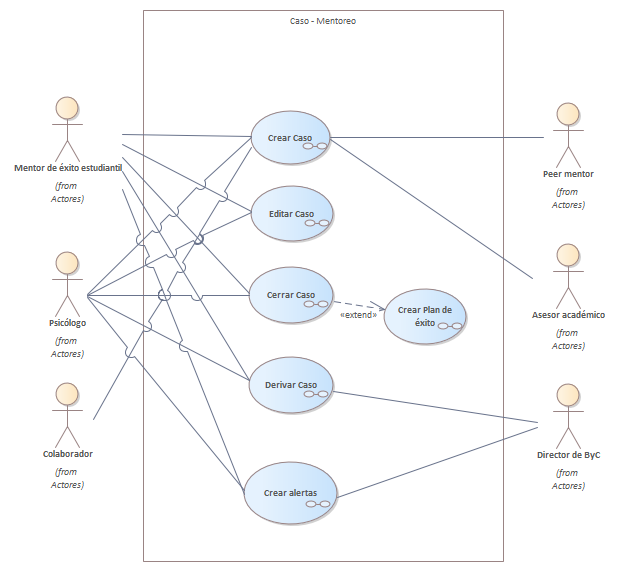 Caso - Mentoreo
Mentor de éxito estudiantil
(from
Actores)
Psicólogo
(from
Actores)
Colaborador
(from
Actores)
Crear Caso
Editar Caso
Cerrar Caso
«extend»
Crear Plan de
éxito
Derivar Caso
Crear alertas
Peer mentor
(from
Actores)
Asesor académico
(from
Actores)
Director de ByC
(from
Actores)